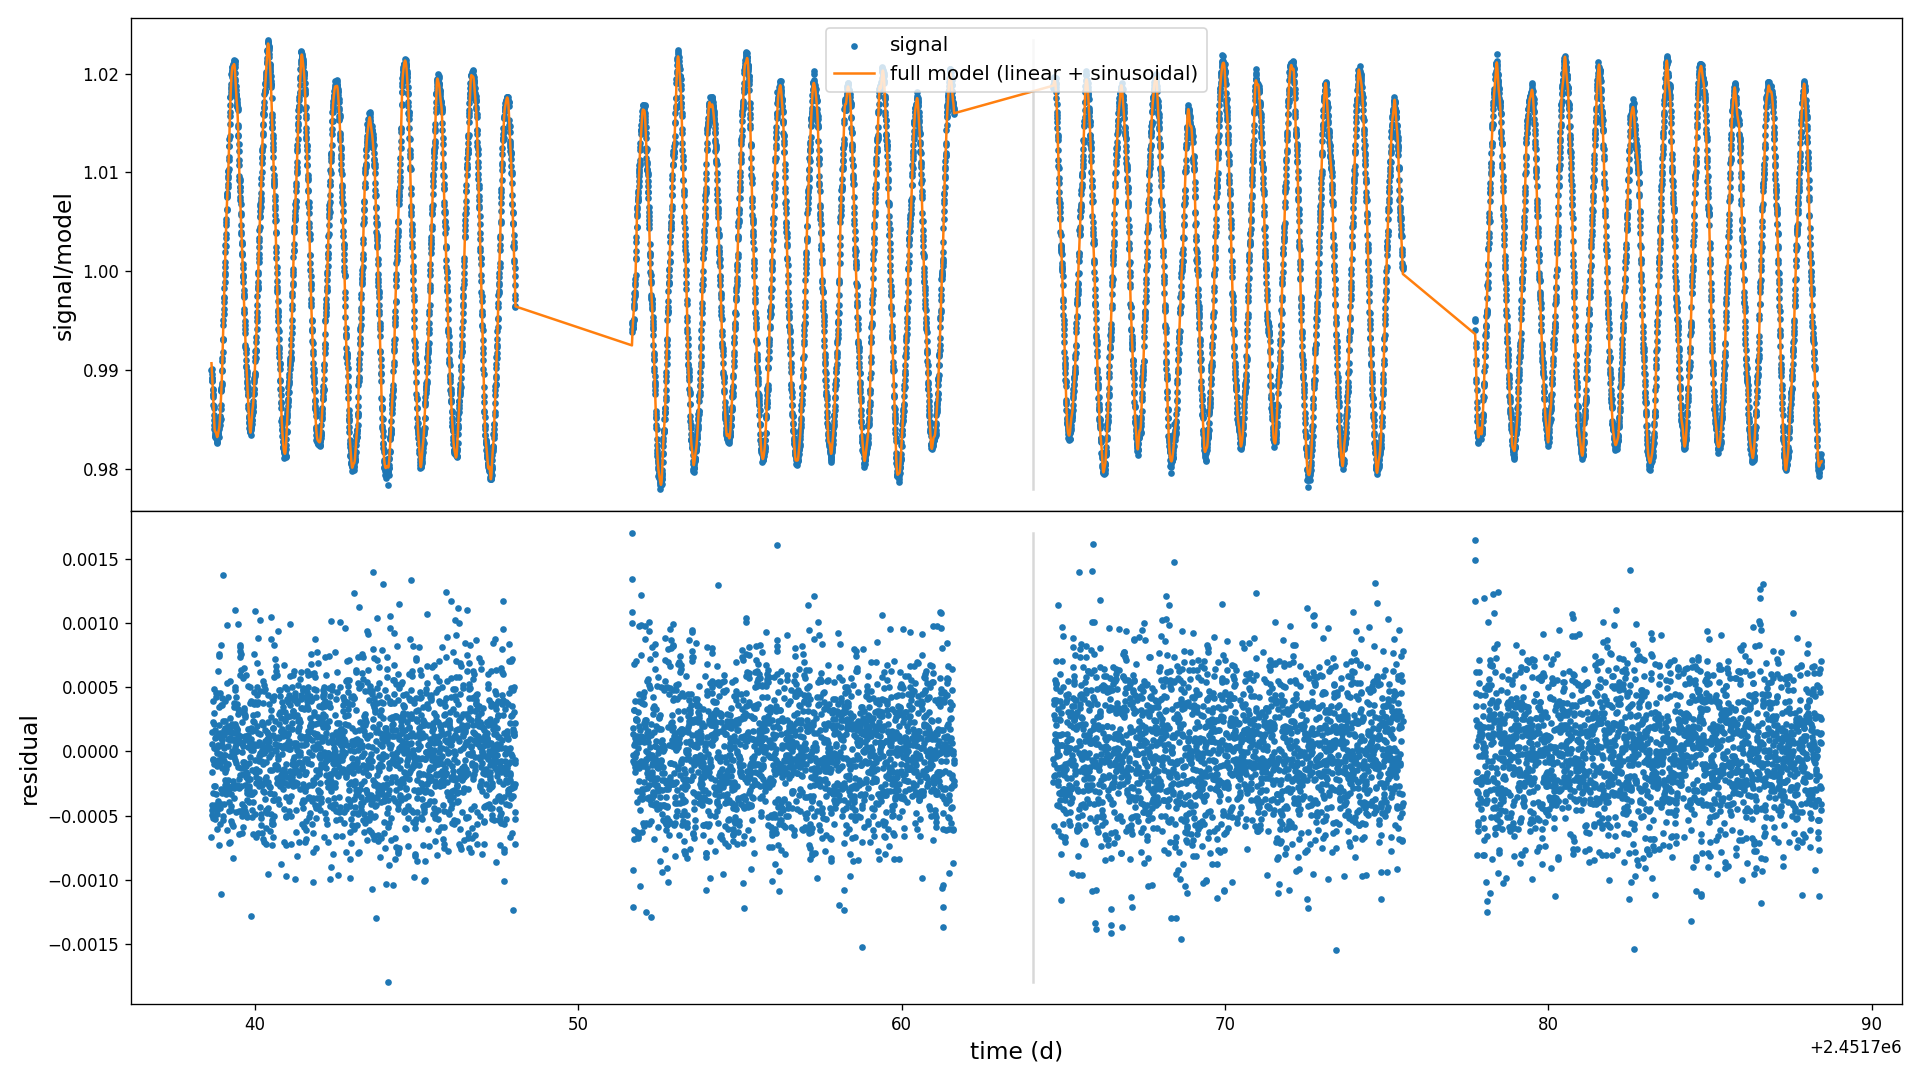 signal
full model (linear + sinusoidal)
1.02
1.01
1.00
0.99
0.98
signal/model
0.0015
0.0010
0.0005
0.0000
−0.0005
−0.0010
−0.0015
residual
40 50 60 70 80 90
time (d)
+2.4517e6